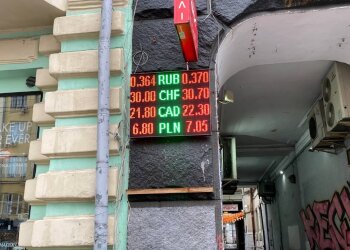 0.364 RUB 0.370
30.00 CHF 30.70
21.80 CAD 22.30
6.80 PLN 7.05
EVER